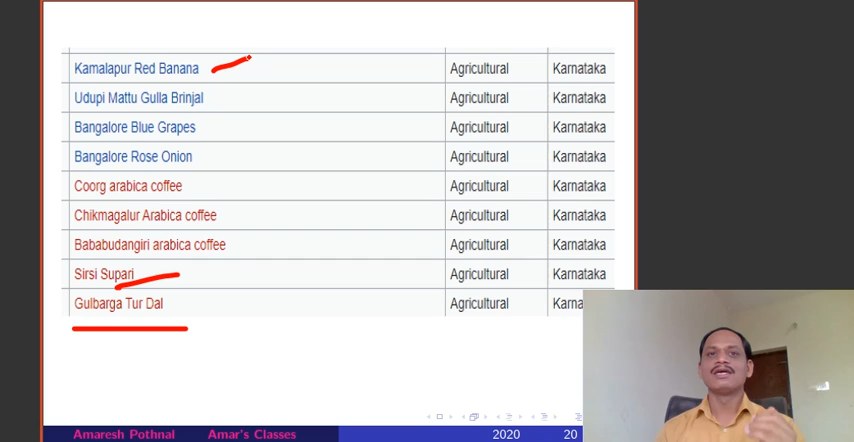 Kamalapur Red Banana Agricultural Karnataka
Udupi Mattu Gulla Brinjal Agricultural Karnataka
Bangalore Blue Grapes Agricultural Karnataka
Bangalore Rose Onion Agricultural Karnataka
Coorg arabica coffee Agricultural Karnataka
Chikmagalur Arabica coffee Agricultural Karnataka
Bababudangiri arabica coffee Agricultural Karnataka
Sirsi Supari Agricultural Karnataka
Gulbarga Tur Dal Agricultural Karna
Amaresh Pothnal Amar's Classes 2020 20